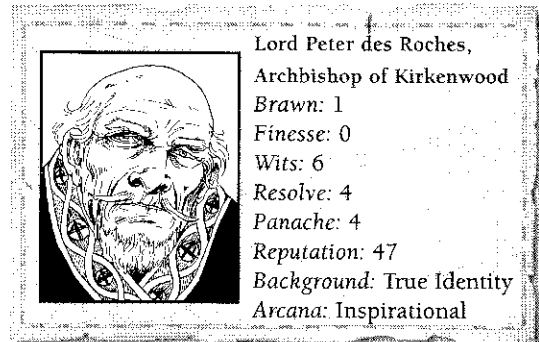 Lord Peter des Roches,
Archbishop of Kirkenwood
Brawn: 1
Finesse: 0
Wits: 6
Resolve: 4
Panache: 4
Reputation: 47
Background: True Identity
Arcana: Inspirational